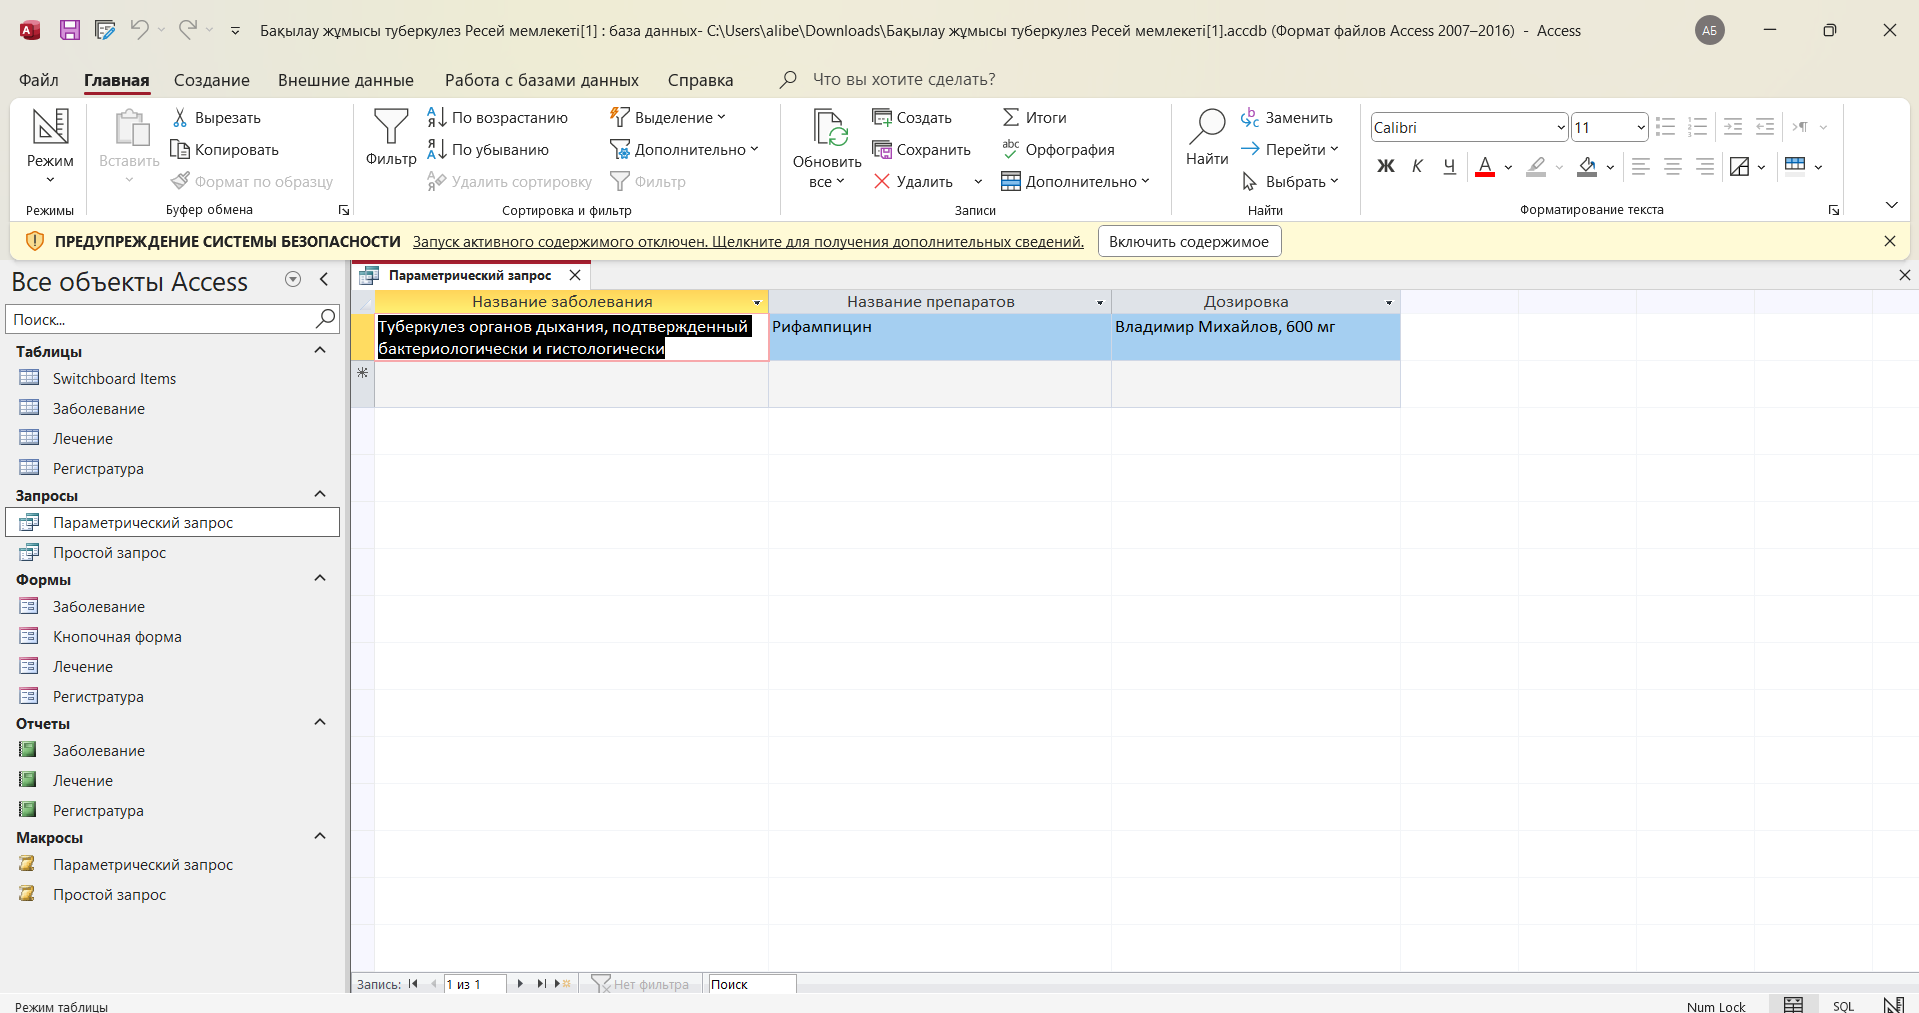 Бақылау жұмысы туберкулез Ресей мемлекеті[1] : база данных- C:\Users\alibe\Downloads\Бақылау жұмысы туберкулез Ресей мемлекеті[1].accdb (Формат файлов Access 2007–2016) - Access
АБ
Файл Главная Создание Внешние данные Работа с базами данных Справка Что вы хотите сделать?
Режим
Режимы
Вставить
Вырезать
Копировать
Формат по образцу
Буфер обмена
Фильтр
По возрастанию
По убыванию
Удалить сортировку
Выделение
Дополнительно
Фильтр
Сортировка и фильтр
Обновить
все
Создать
Сохранить
Удалить
Итоги
Орфография
Дополнительно
Записи
Найти
Заменить
Перейти
Выбрать
Найти
Calibri 11
Ж К Ч А
Форматирование текста
ПРЕДУПРЕЖДЕНИЕ СИСТЕМЫ БЕЗОПАСНОСТИ Запуск активного содержимого отключен. Щелкните для получения дополнительных сведений. Включить содержимое
Все объекты Access
Поиск...
Таблицы
Switchboard Items
Заболевание
Лечение
Регистратура
Запросы
Параметрический запрос
Простой запрос
Формы
Заболевание
Кнопочная форма
Лечение
Регистратура
Отчеты
Заболевание
Лечение
Регистратура
Макросы
Параметрический запрос
Простой запрос
Параметрический запрос
Название заболевания Название препаратов Дозировка
Туберкулез органов дыхания, подтвержденный Рифампицин Владимир Михайлов, 600 мг
бактериологически и гистологически
Запись: 1 из 1 Нет фильтра Поиск
Режим таблицы Num Lock SQL